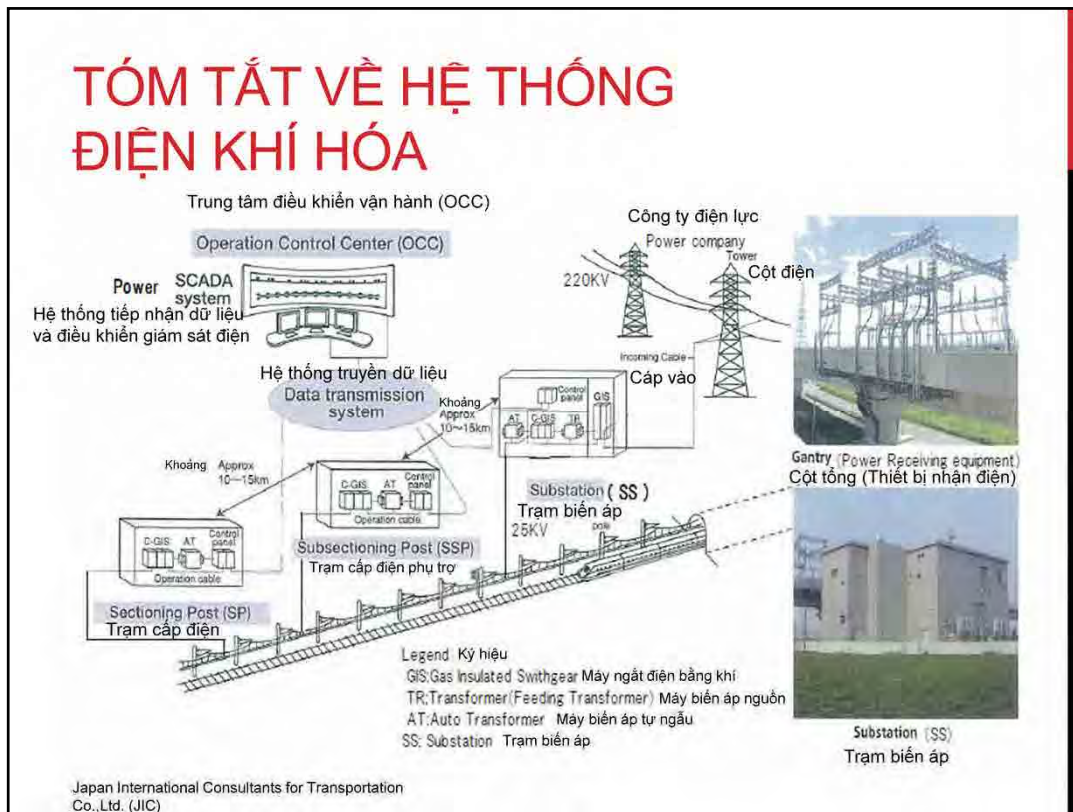 TÓM TẮT VỀ HỆ THỐNG
ĐIỆN KHÍ HÓA
Trung tâm điều khiển vận hành (OCC)
Operation Control Center (OCC)
Power SCADA
system
Hệ thống tiếp nhận dữ liệu
và điều khiển giám sát điện
Công ty điện lực
Power company
Tower
Cột điện
220KV
Incoming Cable
Cáp vào
Hệ thống truyền dữ liệu
Data transmission
system
Khoảng
Approx
10～15km
Control
panel
GIS
AT C-GIS TR
Khoảng Approx
10～15km
C-GIS AT Control
panel
Operation cable
Substation (SS)
Trạm biến áp
25KV
pole
C-GIS AT Control
panel
Operation cable
Subsectioning Post (SSP)
Trạm cấp điện phụ trợ
Sectioning Post (SP)
Trạm cấp điện
Gantry (Power Receiving equipment)
Cột tổng (Thiết bị nhận điện)
Legend Ký hiệu
GIS:Gas Insulated Swithgear Máy ngắt điện bằng khí
TR:Transformer(Feeding Transformer) Máy biến áp nguồn
AT:Auto Transformer Máy biến áp tự ngẫu
SS: Substation Trạm biến áp
Substation (SS)
Trạm biến áp
Japan International Consultants for Transportation
Co.,Ltd. (JIC)